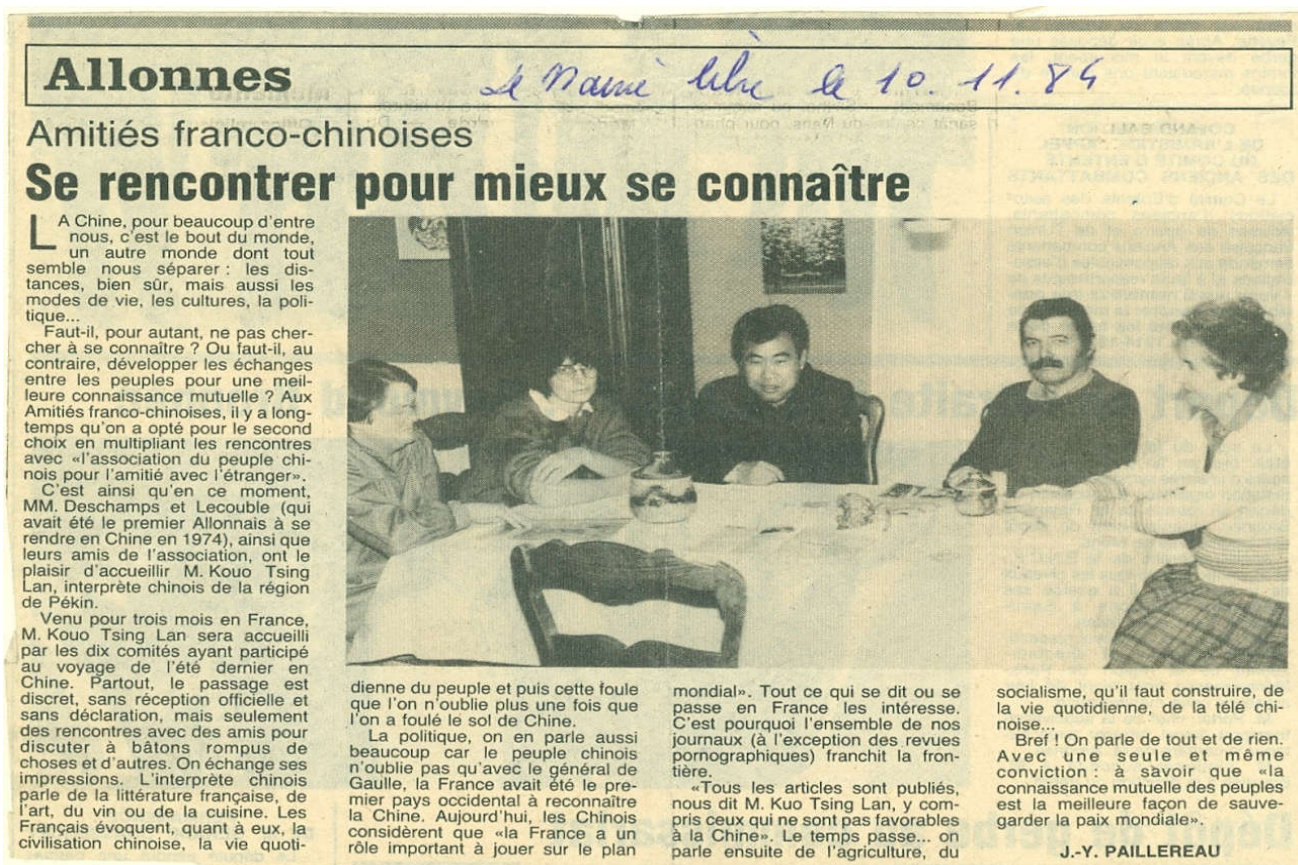 Allonnes
Le Maine libre le 10.11.84
Amitiés franco-chinoises
Se rencontrer pour mieux se connaître
LA Chine, pour beaucoup d'entre
nous, c'est le bout du monde,
un autre monde dont tout
semble nous séparer : les dis-
tances, bien sûr, mais aussi les
modes de vie, les cultures, la poli-
tique...
Faut-il, pour autant, ne pas cher-
cher à se connaître ? Ou faut-il, au
contraire, développer les échanges
entre les peuples pour une meil-
leure connaissance mutuelle ? Aux
Amitiés franco-chinoises, il y a long-
temps qu'on a opté pour le second
choix en multipliant les rencontres
avec «l'association du peuple chi-
nois pour l'amitié avec l'étranger».
C'est ainsi qu'en ce moment,
MM. Deschamps et Lecouble (qui
avait été le premier Allonnais à se
rendre en Chine en 1974), ainsi que
leurs amis de l'association, ont le
plaisir d'accueillir M. Kouo Tsing
Lan, interprète chinois de la région
de Pékin.
Venu pour trois mois en France,
M. Kouo Tsing Lan sera accueilli
par les dix comités ayant participé
au voyage de l'été dernier en
Chine. Partout, le passage est
discret, sans réception officielle et
sans déclaration, mais seulement
des rencontres avec des amis pour
discuter à bâtons rompus de
choses et d'autres. On échange ses
impressions. L'interprète chinois
parle de la littérature française, de
l'art, du vin ou de la cuisine. Les
Français évoquent, quant à eux, la
civilisation chinoise, la vie quoti-
dienne du peuple et puis cette foule
que l'on n'oublie plus une fois que
l'on a foulé le sol de Chine.
La politique, on en parle aussi
beaucoup car le peuple chinois
n'oublie pas qu'avec le général de
Gaulle, la France avait été le pre-
mier pays occidental à reconnaître
la Chine. Aujourd'hui, les Chinois
considèrent que «la France a un
rôle important à jouer sur le plan
mondial». Tout ce qui se dit ou se
passe en France les intéresse.
C'est pourquoi l'ensemble de nos
journaux (à l'exception des revues
pornographiques) franchit la fron-
tière.
«Tous les articles sont publiés,
nous dit M. Kuo Tsing Lan, y com-
pris ceux qui ne sont pas favorables
à la Chine». Le temps passe... on
parle ensuite de l'agriculture, du
socialisme, qu'il faut construire, de
la vie quotidienne, de la télé chi-
noise...
Bref ! On parle de tout et de rien.
Avec une seule et même
conviction : à savoir que «la
connaissance mutuelle des peuples
est la meilleure façon de sauve-
garder la paix mondiale».
J.-Y. PAILLEREAU